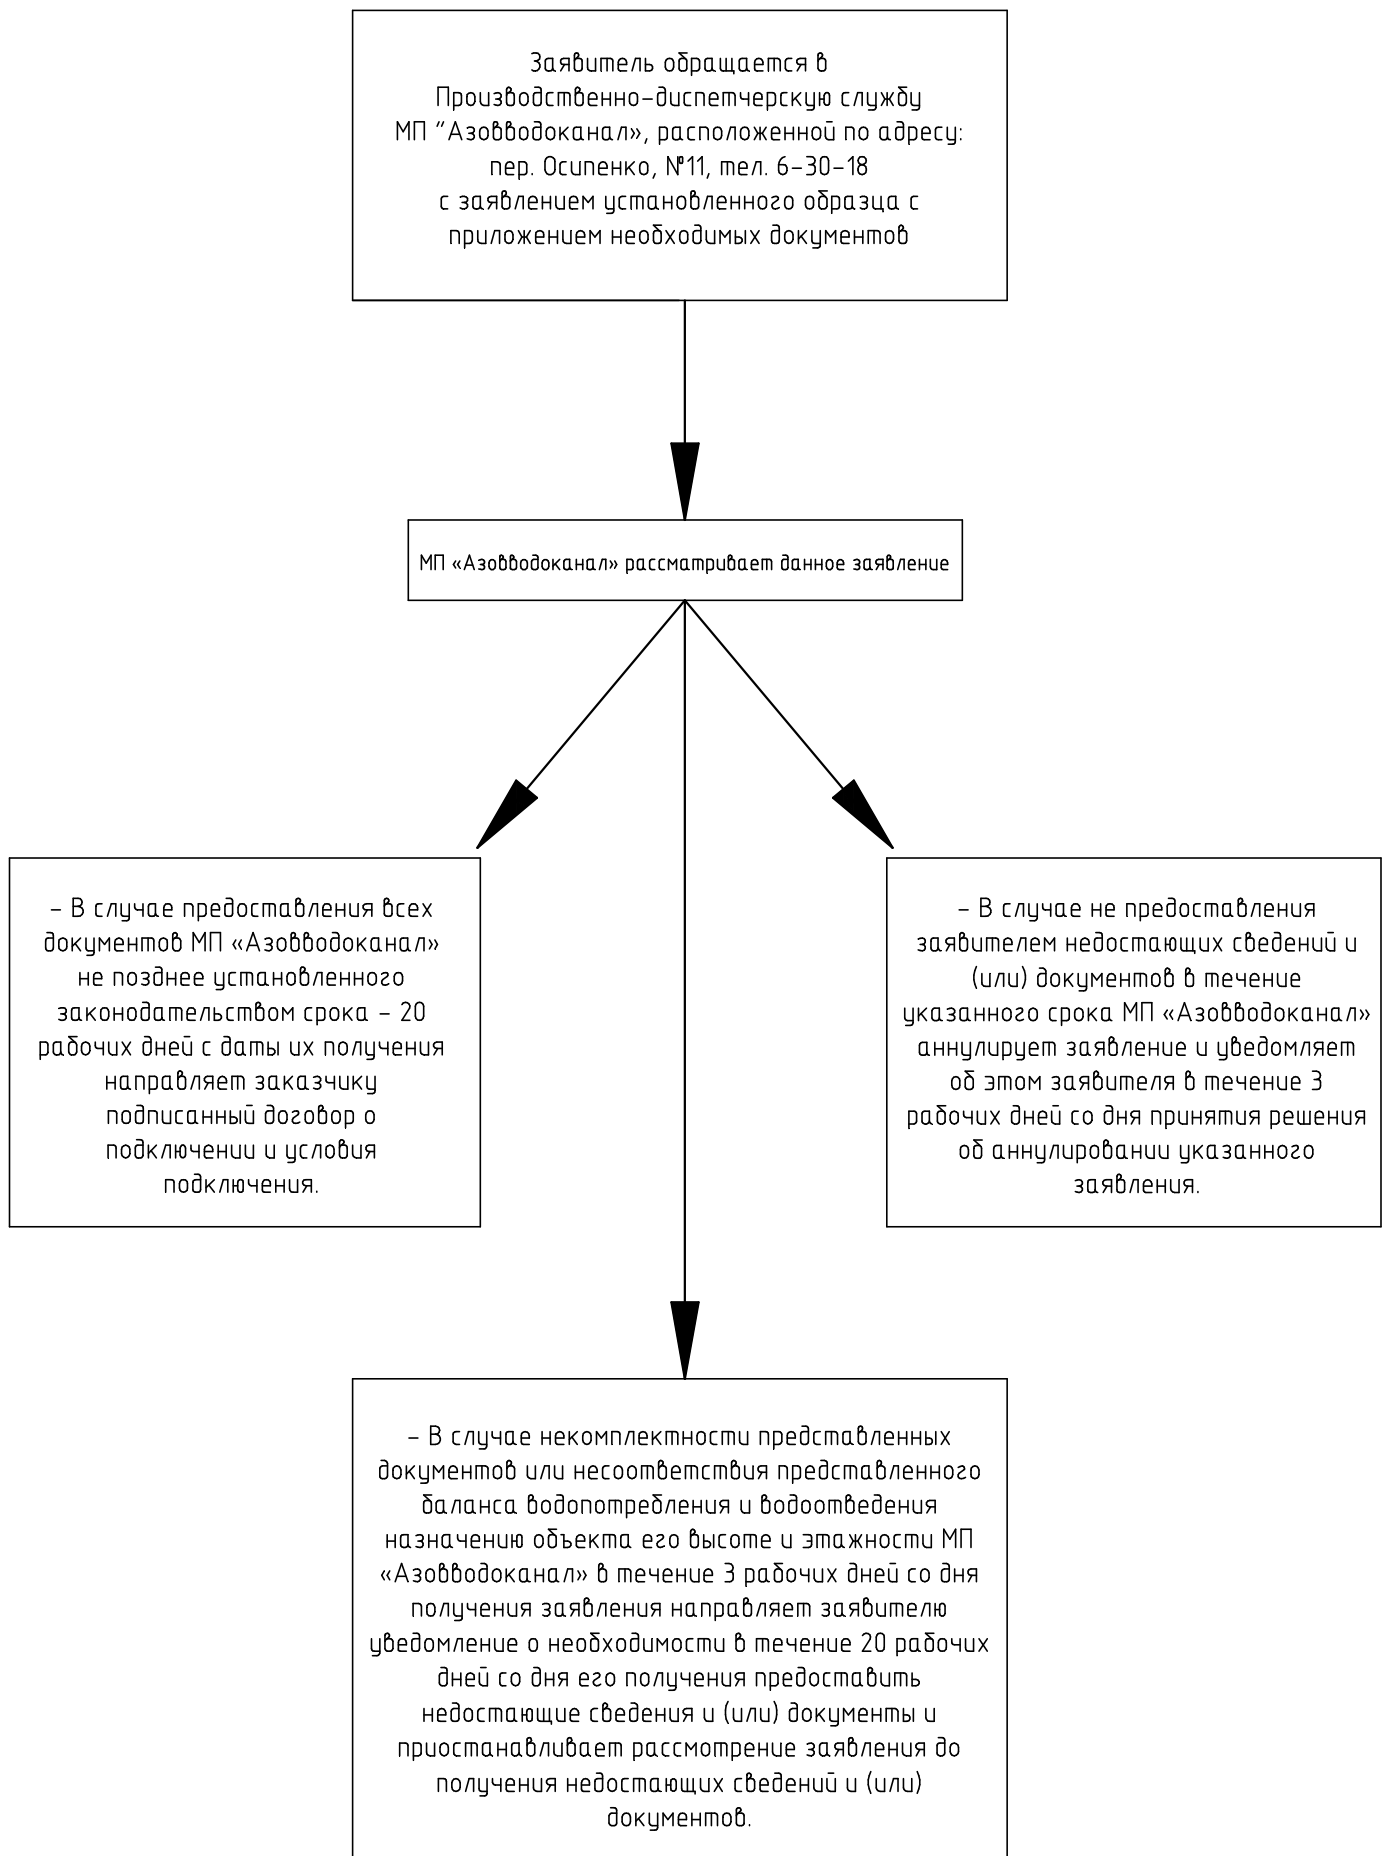 Заявитель обращается в
Производственно-диспетчерскую службу
МП "Азовводоканал», расположенной по адресу:
пер. Осипенко, №11, тел. 6-30-18
с заявлением установленного образца с
приложением необходимых документов
МП «Азовводоканал» рассматривает данное заявление
- В случае предоставления всех
документов МП «Азовводоканал»
не позднее установленного
законодательством срока - 20
рабочих дней с даты их получения
направляет заказчику
подписанный договор о
подключении и условия
подключения.
- В случае не предоставления
заявителем недостающих сведений и
(или) документов в течение
указанного срока МП «Азовводоканал»
аннулирует заявление и уведомляет
об этом заявителя в течение 3
рабочих дней со дня принятия решения
об аннулировании указанного
заявления.
- В случае некомплектности представленных
документов или несоответствия представленного
баланса водопотребления и водоотведения
назначению объекта его высоте и этажности МП
«Азовводоканал» в течение 3 рабочих дней со дня
получения заявления направляет заявителю
уведомление о необходимости в течение 20 рабочих
дней со дня его получения предоставить
недостающие сведения и (или) документы и
приостанавливает рассмотрение заявления до
получения недостающих сведений и (или)
документов.